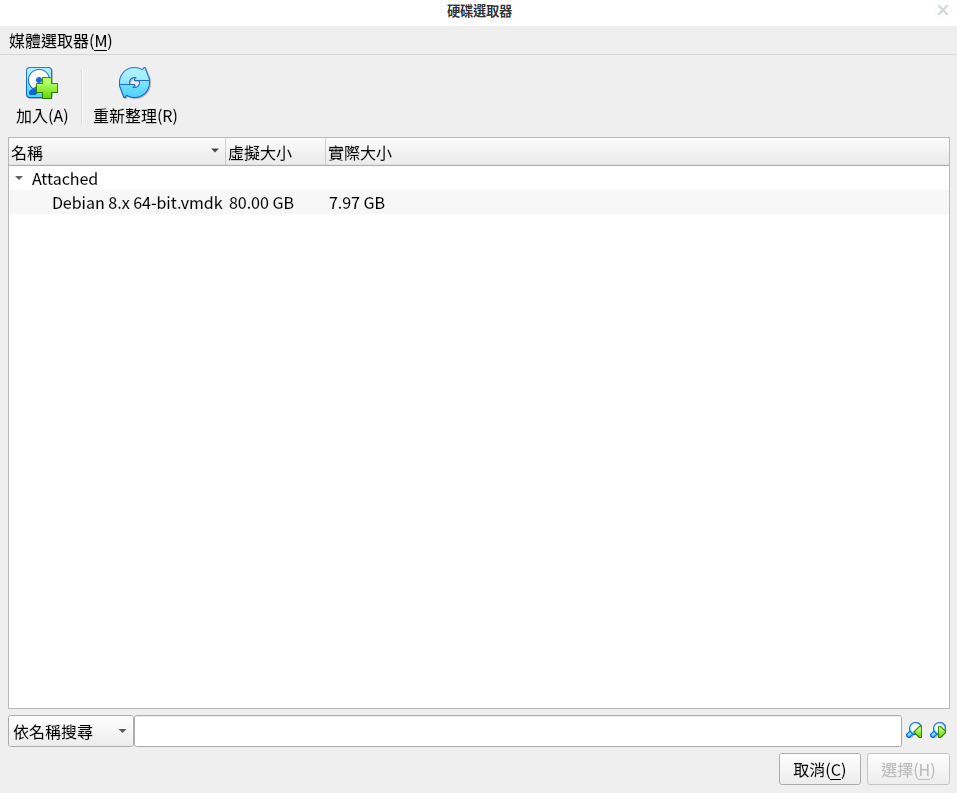 硬碟選取器
媒體選取器(M)
加入(A) 重新整理(R)
名稱 虛擬大小 實際大小
Attached
Debian 8.x 64-bit.vmdk 80.00 GB 7.97 GB
依名稱搜尋
取消(C) 選擇(H)